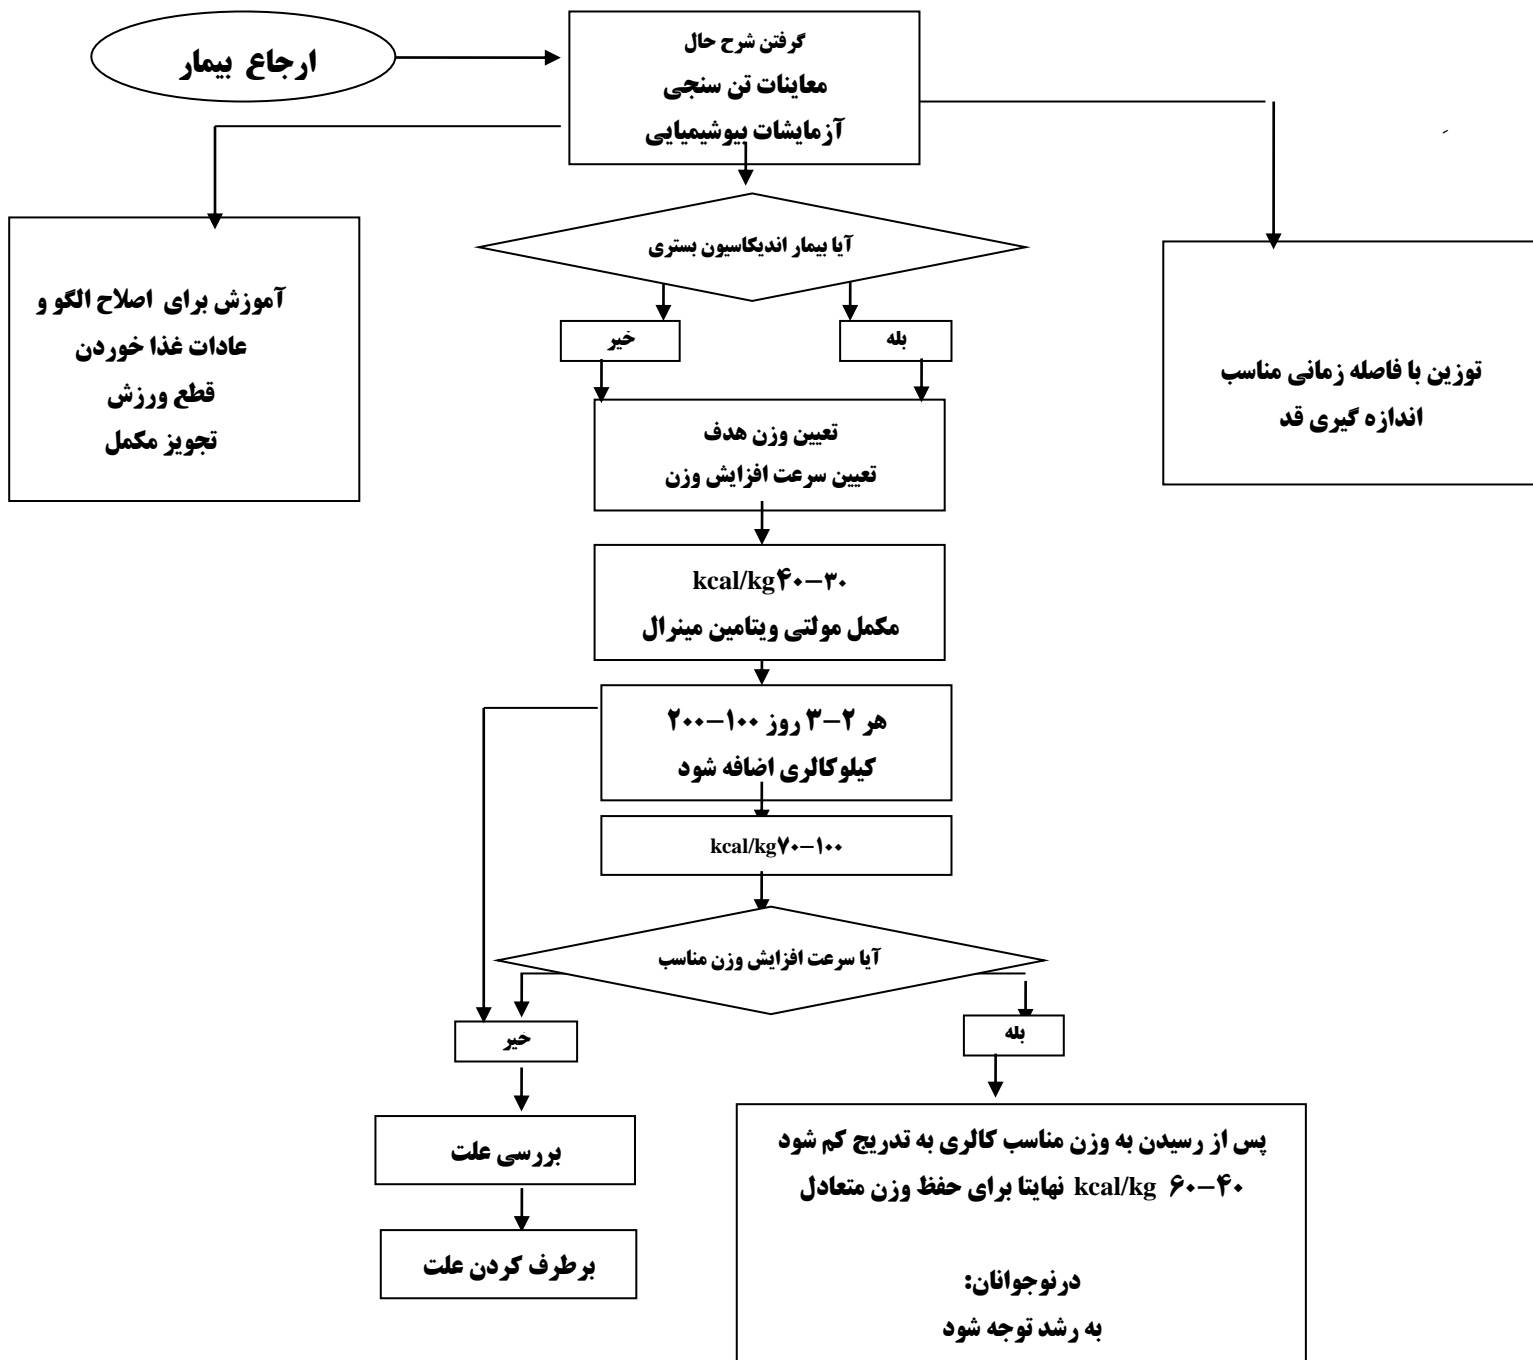 ارجاع بیمار
گرفتن شرح حال
معاینات تن سنجی
آزمایشات بیوشیمیایی
آیا بیمار اندیکاسیون بستری
آموزش برای اصلاح الگو و
عادات غذا خوردن
قطع ورزش
تجویز مکمل
توزین با فاصله زمانی مناسب
اندازه گیری قد
خیر
بله
تعیین وزن هدف
تعیین سرعت افزایش وزن
kcal/kg۴۰–۳۰
مکمل مولتی ویتامین مینرال
هر ۲–۳ روز ۱۰۰–۲۰۰
کیلوکالری اضافه شود
kcal/kg۷۰–۱۰۰
آیا سرعت افزایش وزن مناسب
خیر
بله
بررسی علت
برطرف کردن علت
پس از رسیدن به وزن مناسب کالری به تدریج کم شود
۴۰–۶۰ kcal/kg نهایتا برای حفظ وزن متعادل
درنوجوانان:
به رشد توجه شود